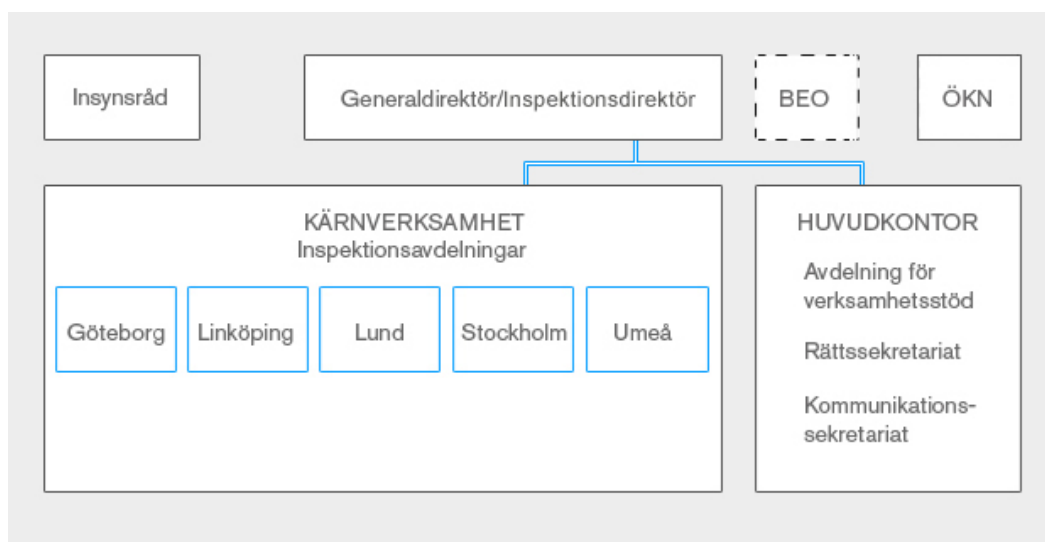 Insynsråd
Generaldirektör/Inspektionsdirektör
BEO
ÖKN
KÄRNVERKSAMHET
Inspektionsavdelningar
Göteborg
Linköping
Lund
Stockholm
Umeå
HUVUDKONTOR
Avdelning för
verksamhetsstöd
Rättssekretariat
Kommunikations-
sekretariat